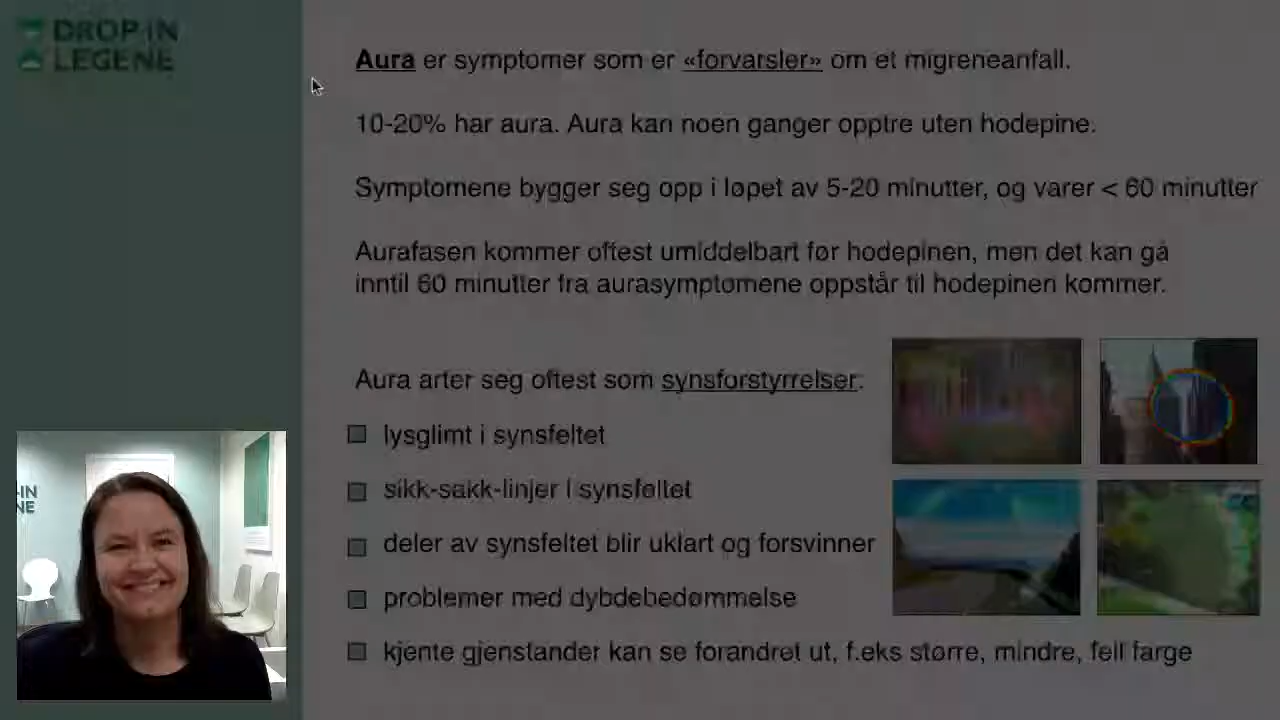 DROP-IN
LEGENE
Aura er symptomer som er «forvarsler» om et migreneanfall.
10-20% har aura. Aura kan noen ganger opptre uten hodepine.
Symptomene bygger seg opp i løpet av 5-20 minutter, og varer < 60 minutter
Aurafasen kommer oftest umiddelbart før hodepinen, men det kan gå
inntil 60 minutter fra aurasymptomene oppstår til hodepinen kommer.
Aura arter seg oftest som synsforstyrrelser:
lysglimt i synsfeltet
sikk-sakk-linjer i synsfeltet
deler av synsfeltet blir uklart og forsvinner
problemer med dybdebedømmelse
kjente gjenstander kan se forandret ut, f.eks større, mindre, feil farge
-IN
NE